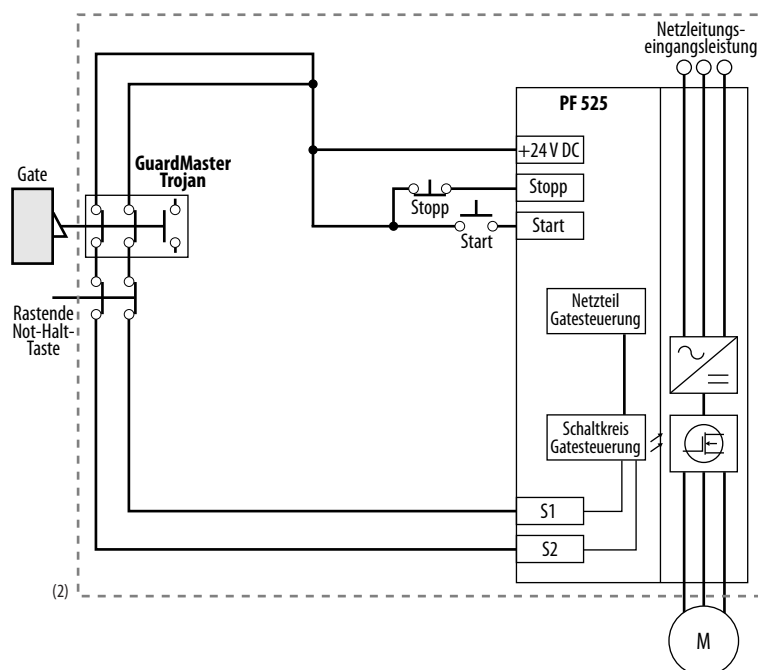 Netzleitungs-
eingangsleistung
PF 525
GuardMaster
Trojan
Gate
+24 V DC
Stopp
Stopp
Start
Start
Rastende
Not-Halt-
Taste
Netzteil
Gatesteuerung
Schaltkreis
Gatesteuerung
S1
S2
(2)
M